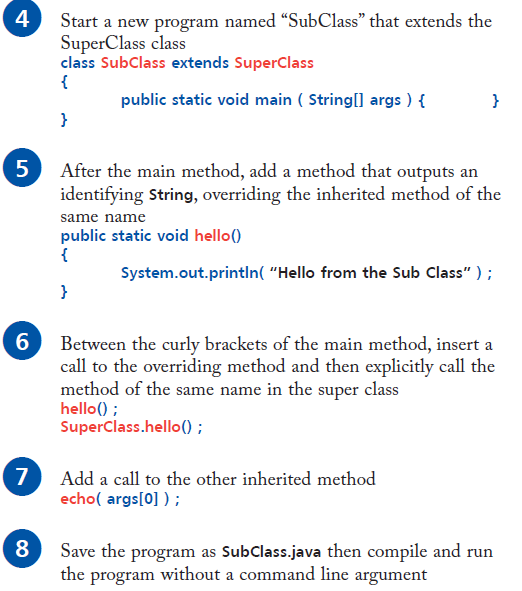 4 Start a new program named “SubClass” that extends the
SuperClass class
class SubClass extends SuperClass
{
public static void main ( String[] args ) { }
}
5 After the main method, add a method that outputs an
identifying String, overriding the inherited method of the
same name
public static void hello()
{
System.out.println( “Hello from the Sub Class” ) ;
}
6 Between the curly brackets of the main method, insert a
call to the overriding method and then explicitly call the
method of the same name in the super class
hello() ;
SuperClass.hello() ;
7 Add a call to the other inherited method
echo( args[0] ) ;
8 Save the program as SubClass.java then compile and run
the program without a command line argument